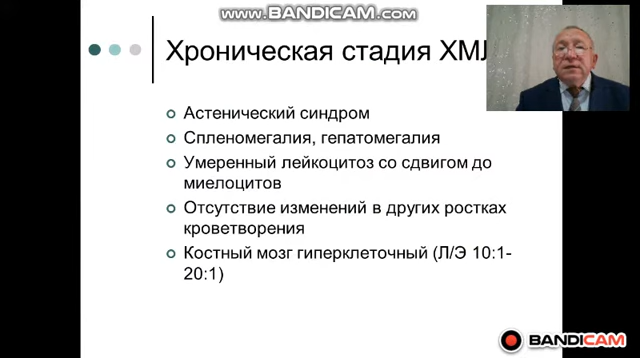 www.BANDICAM.com
Хроническая стадия ХМЛ
Астенический синдром
Спленомегалия, гепатомегалия
Умеренный лейкоцитоз со сдвигом до
миелоцитов
Отсутствие изменений в других ростках
кроветворения
Костный мозг гиперклеточный (Л/Э 10:1-
20:1)
BANDICAM